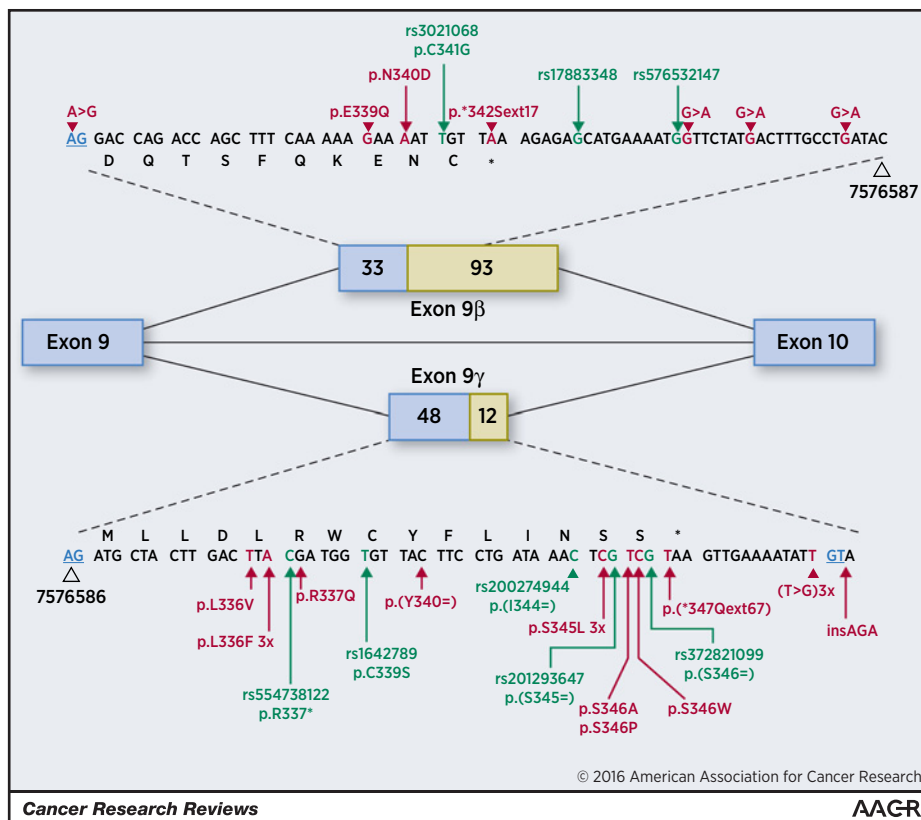 rs3021068
p.C341G
p.N340D
rs17883348
rs576532147
A>G
p.E339Q
p.*342Sext17
G>A
G>A
G>A
AG GAC CAG ACC AGC TTT CAA AAA GAA AAT TGT TAA AGAGAGCATGAAAATGGTTCTATGACTTTGCCTGATAC
D Q T S F Q K E N C *
7576587
33
93
Exon 9β
Exon 9
Exon 10
Exon 9γ
48
12
M L L D L R W C Y F L I N S S *
AG ATG CTA CTT GAC TTA CGA TGG TGT TAC TTC CTG ATA AAC TCG TCG TAA GTTGAAAATATT GTA
7576586
p.L336V
p.R337Q
p.(Y340=)
rs200274944
p.(I344=)
p.(*347Qext67)
(T>G)3x
p.L336F 3x
p.S345L 3x
insAGA
rs1642789
p.C339S
rs372821099
p.(S346=)
rs554738122
p.R337*
rs201293647
p.(S345=)
p.S346A
p.S346P
p.S346W
© 2016 American Association for Cancer Research
Cancer Research Reviews
AACR